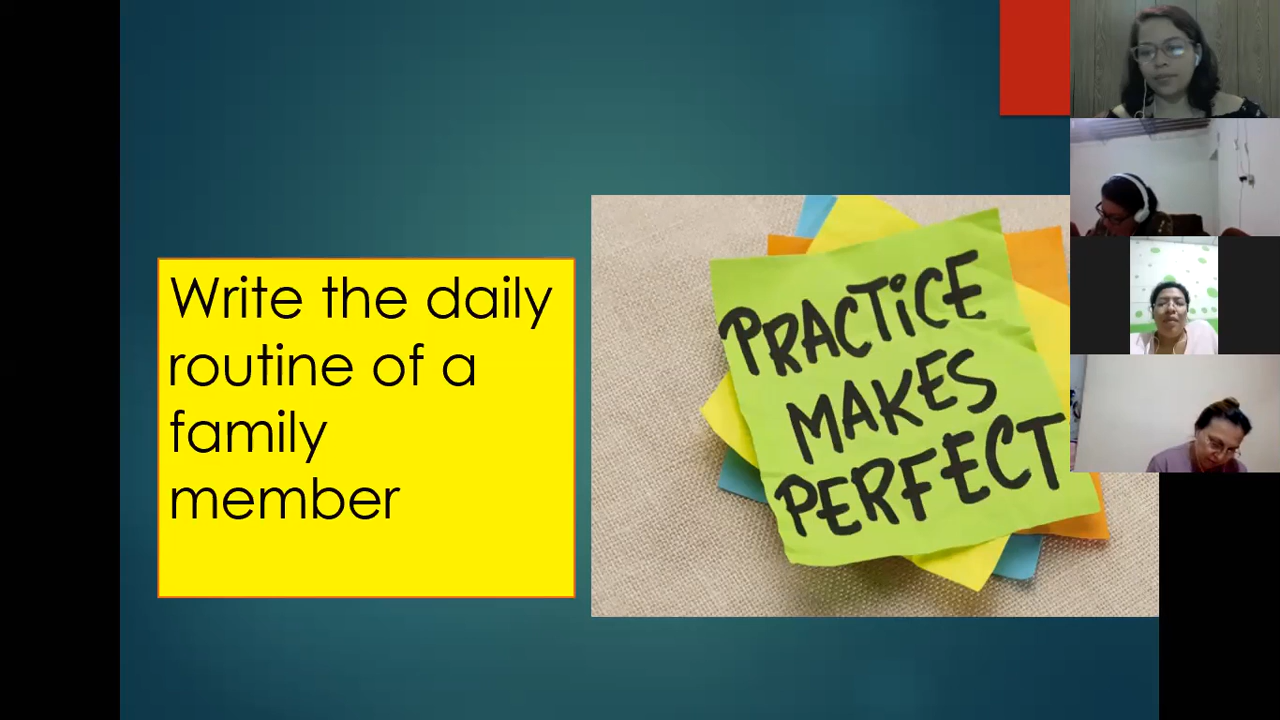 Write the daily
routine of a
family
member
PRACTICE
MAKES
PERFECT